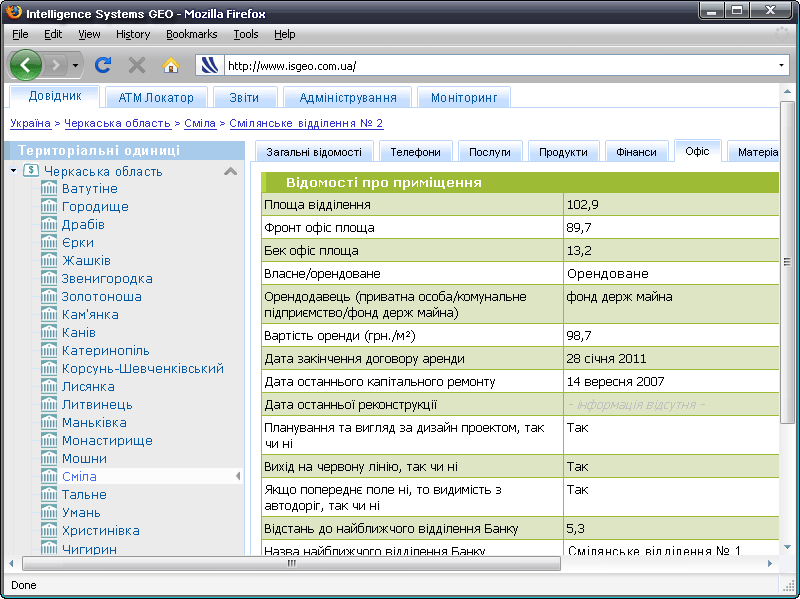 Intelligence Systems GEO - Mozilla Firefox
File Edit View History Bookmarks Tools Help
http://www.isgeo.com.ua/
Довідник АТМ Локатор Звіти Адміністрування Моніторинг
Україна > Черкаська область > Сміла > Смілянське відділення № 2
Територіальні одиниці
Черкаська область
Ватутіне
Городище
Драбів
Єрки
Жашків
Звенигородка
Золотоноша
Кам'янка
Канів
Катеринопіль
Корсунь-Шевченківський
Лисянка
Литвинець
Маньківка
Монастирище
Мошни
Сміла
Тальне
Умань
Христинівка
Чигирин
Загальні відомості Телефони Послуги Продукти Фінанси Офіс Матеріа
Відомості про приміщення
Площа відділення 102,9
Фронт офіс площа 89,7
Бек офіс площа 13,2
Власне/орендоване Орендоване
Орендодавець (приватна особа/комунальне фонд держ майна
підприємство/фонд держ майна)
Вартість оренди (грн./м²) 98,7
Дата закінчення договору аренди 28 січня 2011
Дата останнього капітального ремонту 14 вересня 2007
Дата останньої реконструкції - інформація відсутня -
Планування та вигляд за дизайн проектом, так Так
чи ні
Вихід на червону лінію, так чи ні Так
Якщо попереднє поле ні, то видимість з Так
автодоріг, так чи ні
Відстань до найближчого відділення Банку 5,3
Назва найближчого відділення Банку Смілянське відділення № 1
Done